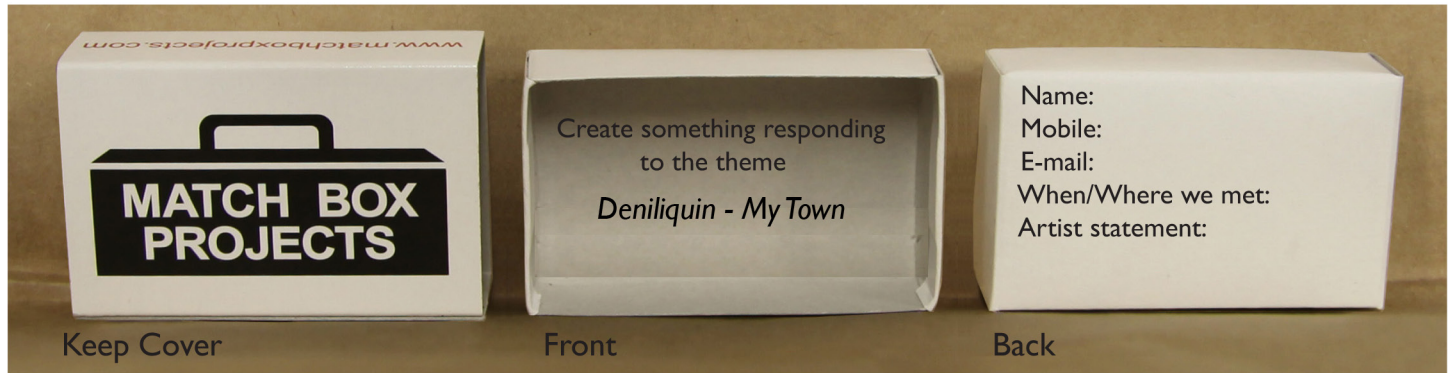 www.matchboxprojects.com
MATCH BOX
PROJECTS
Keep Cover
Create something responding
to the theme
Deniliquin - My Town
Front
Name:
Mobile:
E-mail:
When/Where we met:
Artist statement:
Back